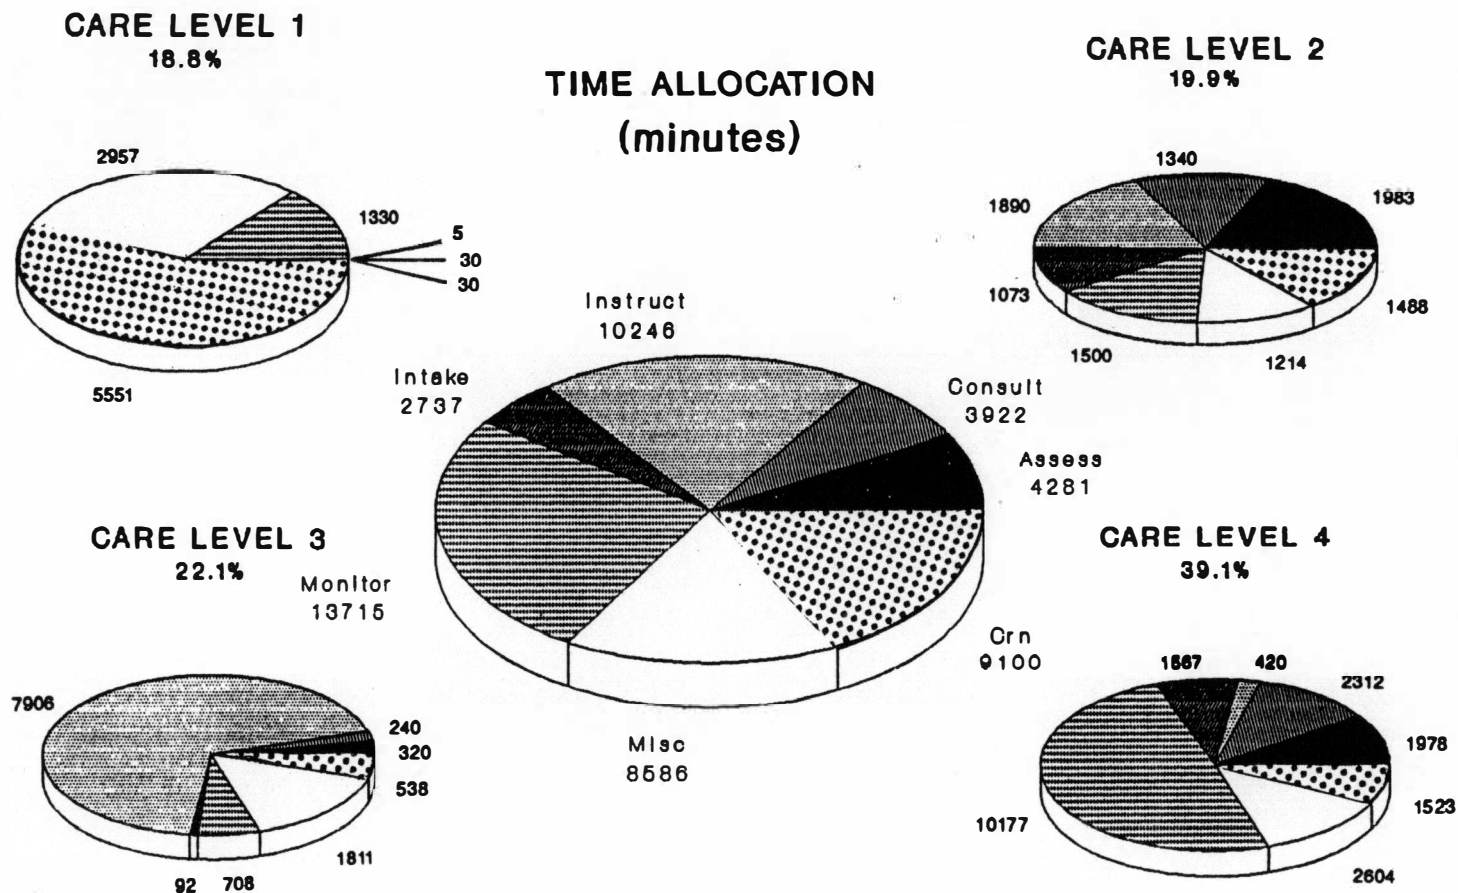 CARE LEVEL 1
18.8%
2957
1330
5
30
30
5551
TIME ALLOCATION
(minutes)
CARE LEVEL 2
19.9%
1340
1983
1890
1073
1500
1214
1488
Instruct
10246
Intake
2737
Consult
3922
Assess
4281
Monitor
13715
Crn
9100
Misc
8586
CARE LEVEL 3
22.1%
7906
240
320
538
1811
708
92
CARE LEVEL 4
39.1%
1567
420
2312
1978
1523
2604
10177